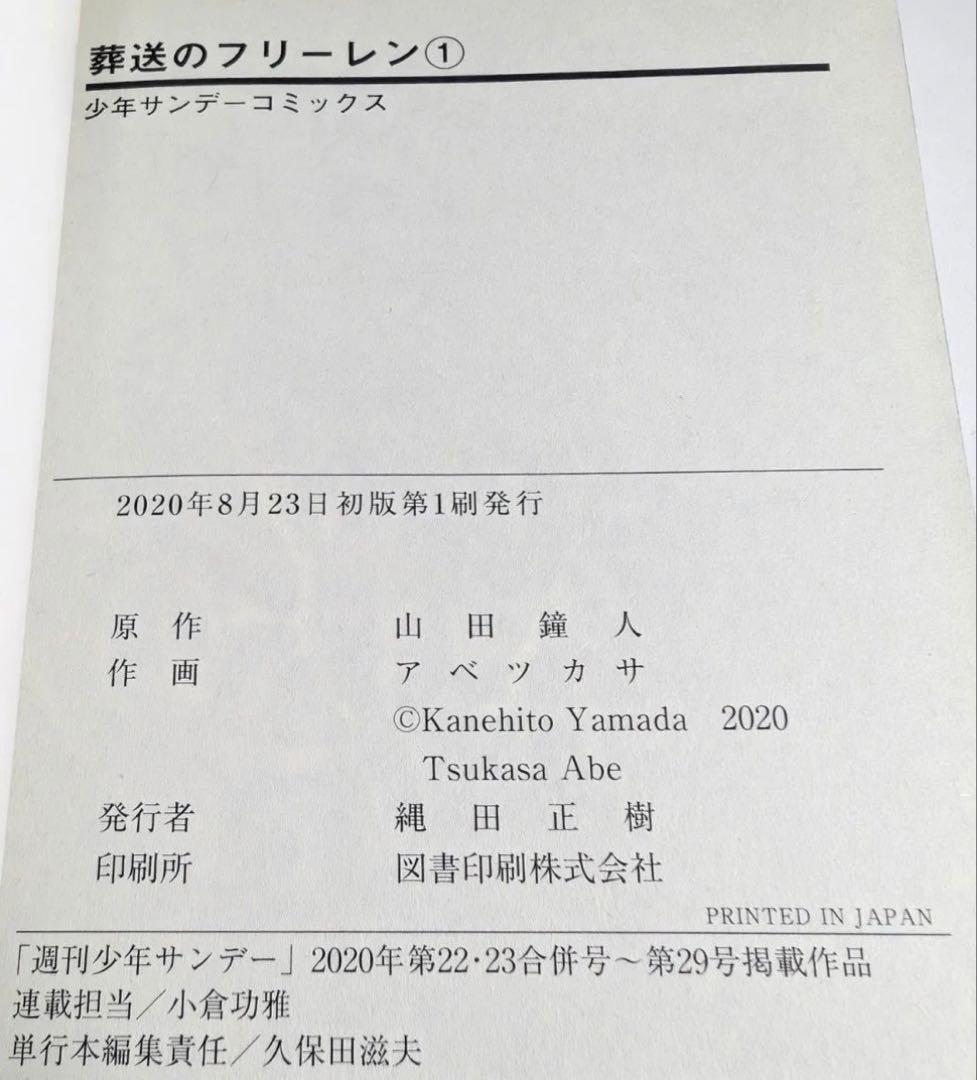 葬送のフリーレン①
少年サンデーコミックス
2020年8月23日初版第1刷発行
原 作 山 田 鐘 人
作 画 ア ベ ツ カ サ
©Kanehito Yamada 2020
Tsukasa Abe
発行者 縄 田 正 樹
印刷所 図書印刷株式会社
PRINTED IN JAPAN
「週刊少年サンデー」2020年第22・23合併号～第29号掲載作品
連載担当／小倉功雅
単行本編集責任／久保田滋夫